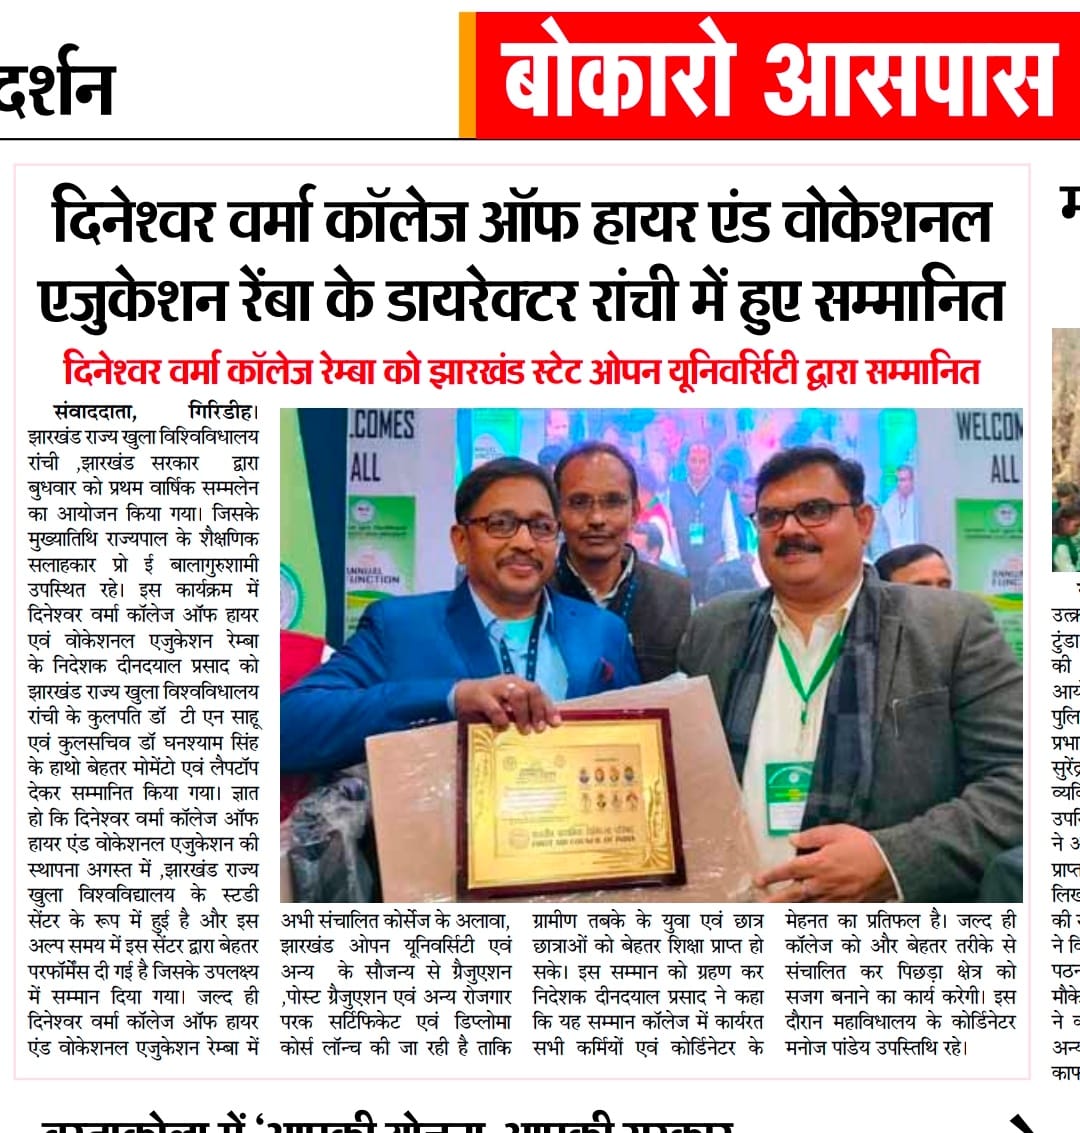 दर्शन
बोकारो आसपास
दिनेश्वर वर्मा कॉलेज ऑफ हायर एंड वोकेशनल
एजुकेशन रेंबा के डायरेक्टर रांची में हुए सम्मानित
दिनेश्वर वर्मा कॉलेज रेम्बा को झारखंड स्टेट ओपन यूनिवर्सिटी द्वारा सम्मानित
संवाददाता, गिरिडीह।
झारखंड राज्य खुला विश्विविधालय
रांची ,झारखंड सरकार द्वारा
बुधवार को प्रथम वार्षिक सम्मलेन
का आयोजन किया गया। जिसके
मुख्यातिथि राज्यपाल के शैक्षणिक
सलाहकार प्रो ई बालागुरुशामी
उपस्थित रहे। इस कार्यक्रम में
दिनेश्वर वर्मा कॉलेज ऑफ हायर
एवं वोकेशनल एजुकेशन रेम्बा
के निदेशक दीनदयाल प्रसाद को
झारखंड राज्य खुला विश्वविधालय
रांची के कुलपति डॉ टी एन साहू
एवं कुलसचिव डॉ घनश्याम सिंह
के हाथो बेहतर मोमेंटो एवं लैपटॉप
देकर सम्मानित किया गया। ज्ञात
हो कि दिनेश्वर वर्मा कॉलेज ऑफ
हायर एंड वोकेशनल एजुकेशन की
स्थापना अगस्त में ,झारखंड राज्य
खुला विश्वविद्यालय के स्टडी
सेंटर के रूप में हुई है और इस
अल्प समय में इस सेंटर द्वारा बेहतर
परफॉर्मेंस दी गई है जिसके उपलक्ष्य
में सम्मान दिया गया। जल्द ही
दिनेश्वर वर्मा कॉलेज ऑफ हायर
एंड वोकेशनल एजुकेशन रेम्बा में
.COMES
ALL
WELCOM
ALL
ANNUAL
FUNCTION
FIRST AID COUNCIL OF INDIA
अभी संचालित कोर्सेज के अलावा,
झारखंड ओपन यूनिवर्सिटी एवं
अन्य के सौजन्य से ग्रैजुएशन
,पोस्ट ग्रैजुएशन एवं अन्य रोजगार
परक सर्टिफिकेट एवं डिप्लोमा
कोर्स लॉन्च की जा रही है ताकि
ग्रामीण तबके के युवा एवं छात्र
छात्राओं को बेहतर शिक्षा प्राप्त हो
सके। इस सम्मान को ग्रहण कर
निदेशक दीनदयाल प्रसाद ने कहा
कि यह सम्मान कॉलेज में कार्यरत
सभी कर्मियों एवं कोर्डिनेटर के
मेहनत का प्रतिफल है। जल्द ही
कॉलेज को और बेहतर तरीके से
संचालित कर पिछड़ा क्षेत्र को
सजग बनाने का कार्य करेगी। इस
दौरान महाविधालय के कोर्डिनेटर
मनोज पांडेय उपस्तिथि रहे।